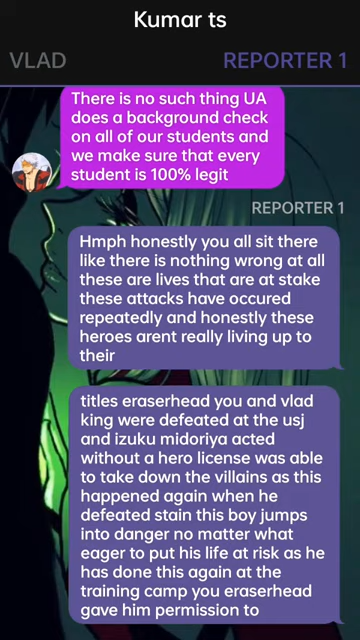 Kumar ts
VLAD
REPORTER 1
There is no such thing UA
does a background check
on all of our students and
we make sure that every
student is 100% legit
REPORTER 1
Hmph honestly you all sit there
like there is nothing wrong at all
these are lives that are at stake
these attacks have occured
repeatedly and honestly these
heroes arent really living up to
their
titles eraserhead you and vlad
king were defeated at the usj
and izuku midoriya acted
without a hero license was able
to take down the villains as this
happened again when he
defeated stain this boy jumps
into danger no matter what
eager to put his life at risk as he
has done this again at the
training camp you eraserhead
gave him permission to